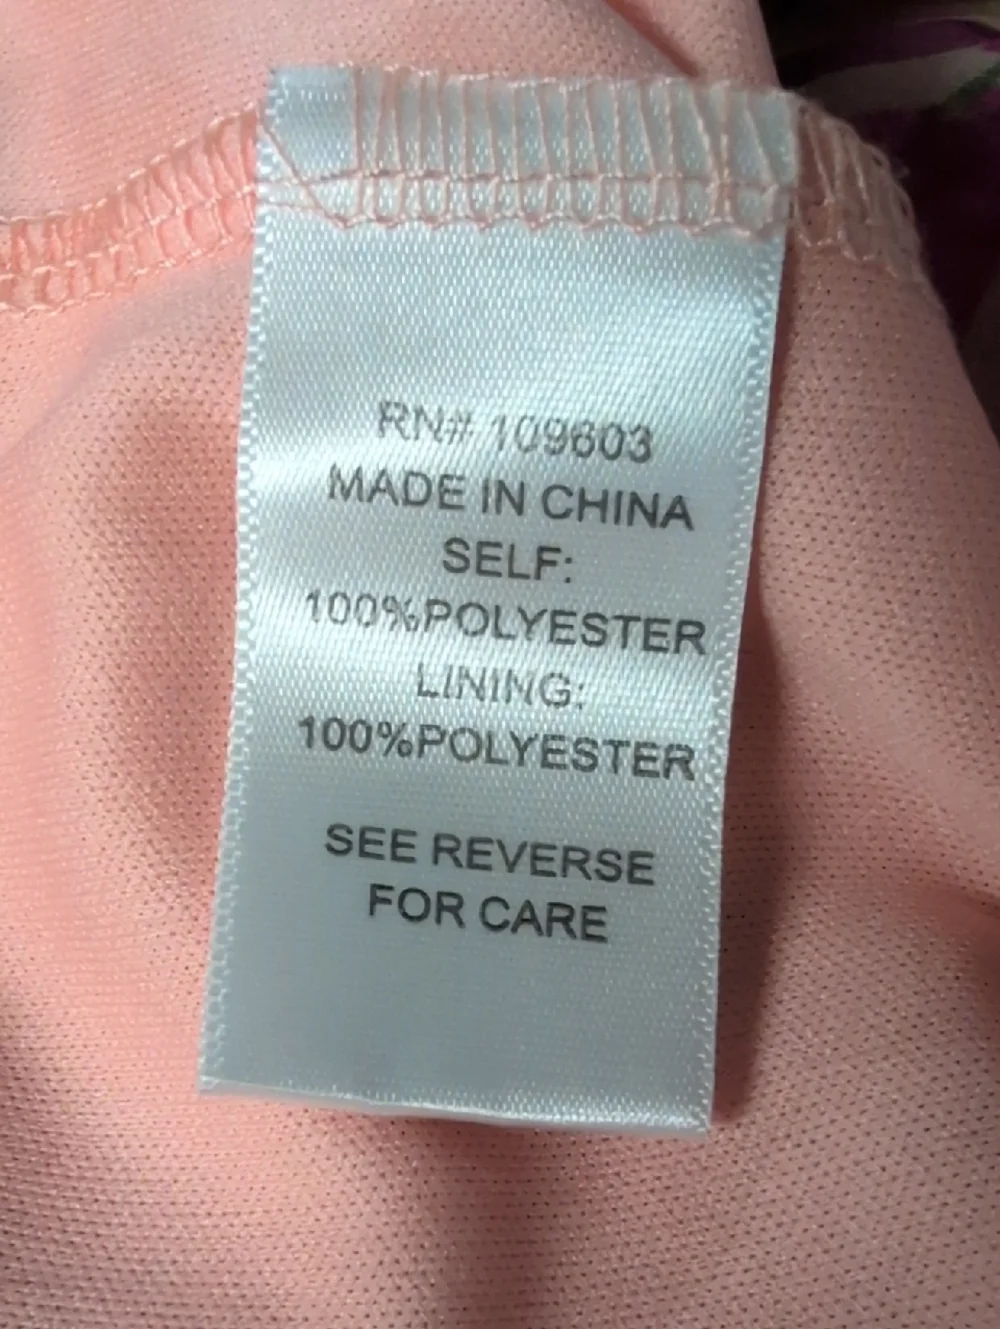 RN# 109603
MADE IN CHINA
SELF:
100%POLYESTER
LINING:
100%POLYESTER
SEE REVERSE
FOR CARE